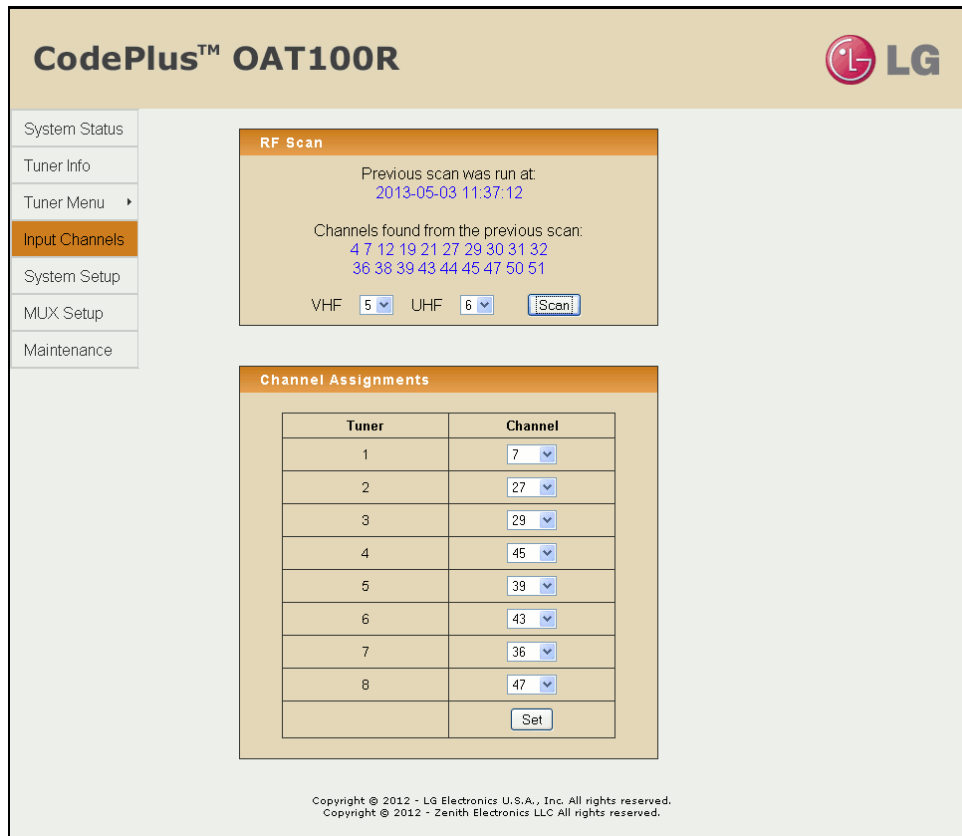 CodePlus™ OAT100R
LG
System Status
Tuner Info
Tuner Menu
Input Channels
System Setup
MUX Setup
Maintenance
RF Scan
Previous scan was run at:
2013-05-03 11:37:12
Channels found from the previous scan:
4 7 12 19 21 27 29 30 31 32
36 38 39 43 44 45 47 50 51
VHF 5 UHF 6 Scan
Channel Assignments
Tuner Channel
1 7
2 27
3 29
4 45
5 39
6 43
7 36
8 47
Set
Copyright © 2012 - LG Electronics U.S.A., Inc. All rights reserved.
Copyright © 2012 - Zenith Electronics LLC All rights reserved.